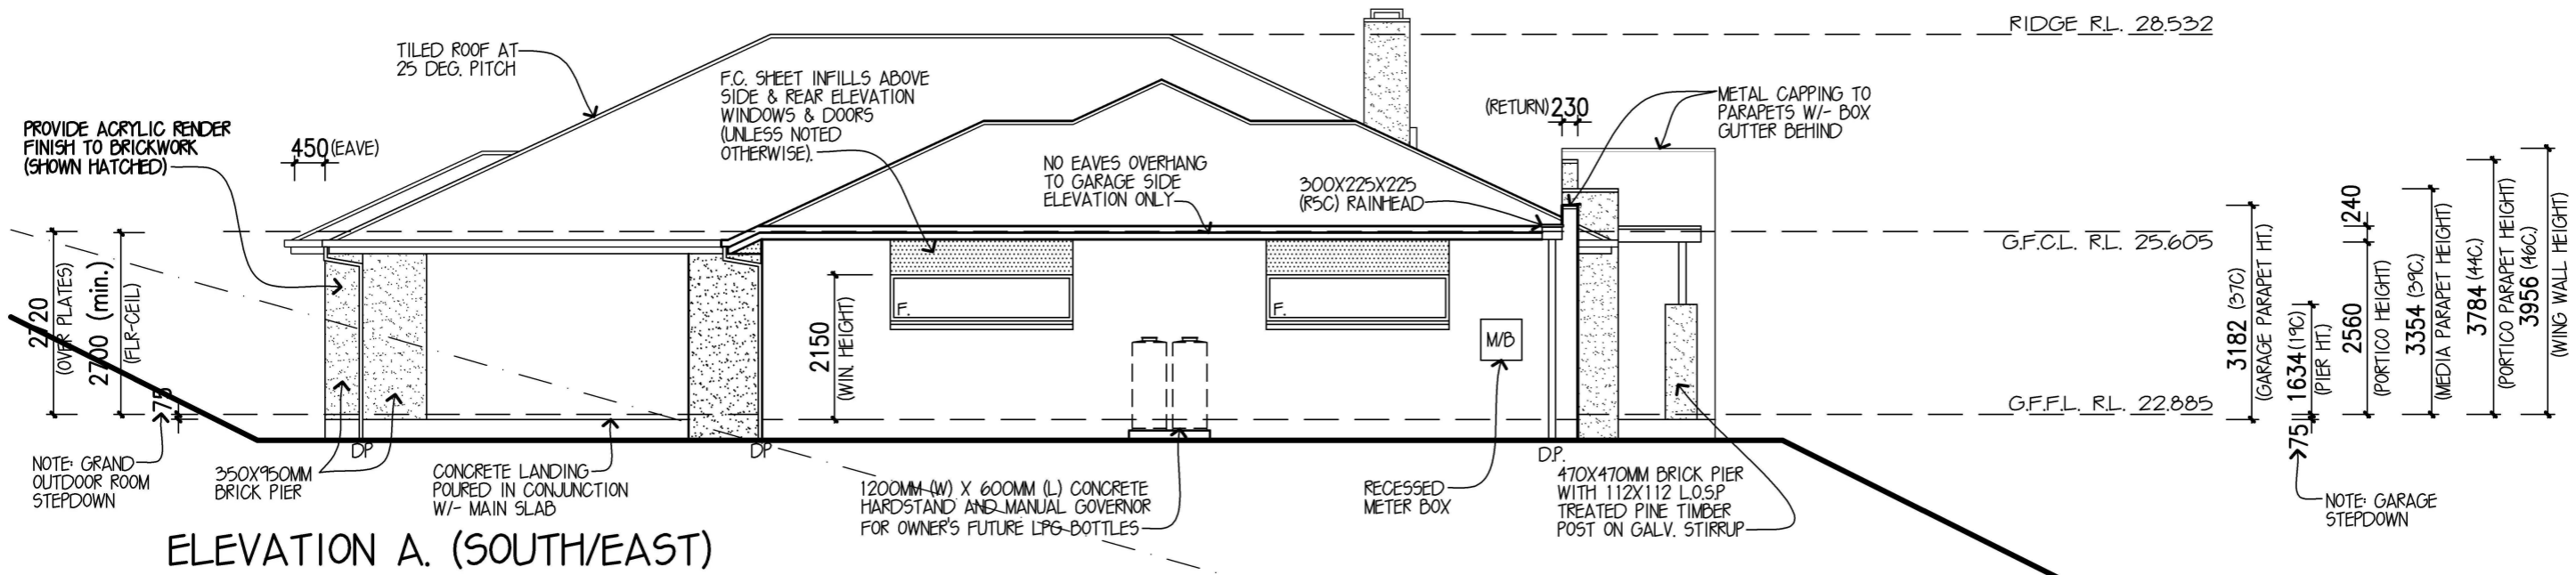 RIDGE R.L. 28.532
TILED ROOF AT
25 DEG. PITCH
F.C. SHEET INFILLS ABOVE
SIDE & REAR ELEVATION
WINDOWS & DOORS
(UNLESS NOTED
OTHERWISE).
(RETURN) 230
METAL CAPPING TO
PARAPETS W/- BOX
GUTTER BEHIND
PROVIDE ACRYLIC RENDER
FINISH TO BRICKWORK
(SHOWN HATCHED)
450 (EAVE)
NO EAVES OVERHANG
TO GARAGE SIDE
ELEVATION ONLY
300X225X225
(R5C) RAINHEAD
G.F.C.L. R.L. 25.605
2720
(OVER PLATES)
2700 (min.)
(FLR-CEIL)
75
2150
(WIN. HEIGHT)
F.
F.
M/B
G.F.F.L. R.L. 22.885
3182 (37C)
(GARAGE PARAPET HT.)
1634 (19C)
(PIER HT.)
75
240
2560
(PORTICO HEIGHT)
3354 (39C.)
(MEDIA PARAPET HEIGHT)
3784 (44C.)
(PORTICO PARAPET HEIGHT)
3956 (46C.)
(WING WALL HEIGHT)
DP
DP
D.P.
NOTE: GRAND
OUTDOOR ROOM
STEPDOWN
350X950MM
BRICK PIER
CONCRETE LANDING
POURED IN CONJUNCTION
W/- MAIN SLAB
1200MM (W) X 600MM (L) CONCRETE
HARDSTAND AND MANUAL GOVERNOR
FOR OWNER'S FUTURE LPG BOTTLES
RECESSED
METER BOX
470X470MM BRICK PIER
WITH 112X112 L.O.S.P
TREATED PINE TIMBER
POST ON GALV. STIRRUP
NOTE: GARAGE
STEPDOWN
ELEVATION A. (SOUTH/EAST)